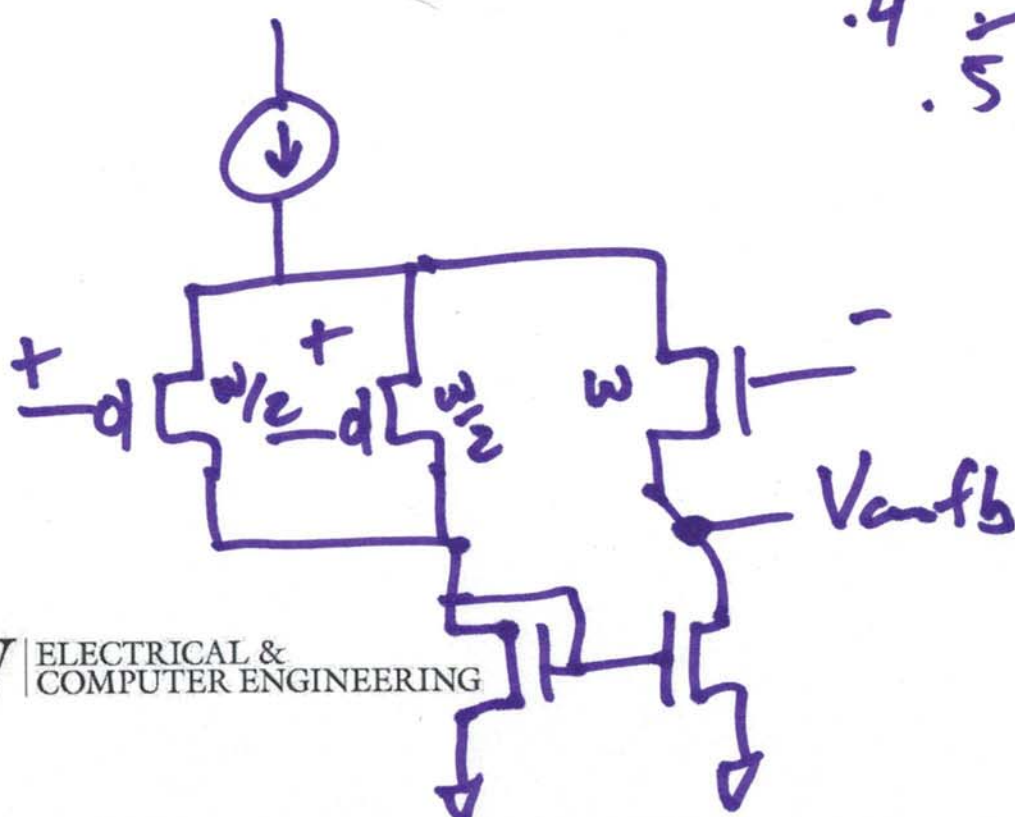 .4
.5
+
w/2
+
w/2
w
-
Vcmfb
ELECTRICAL &
COMPUTER ENGINEERING